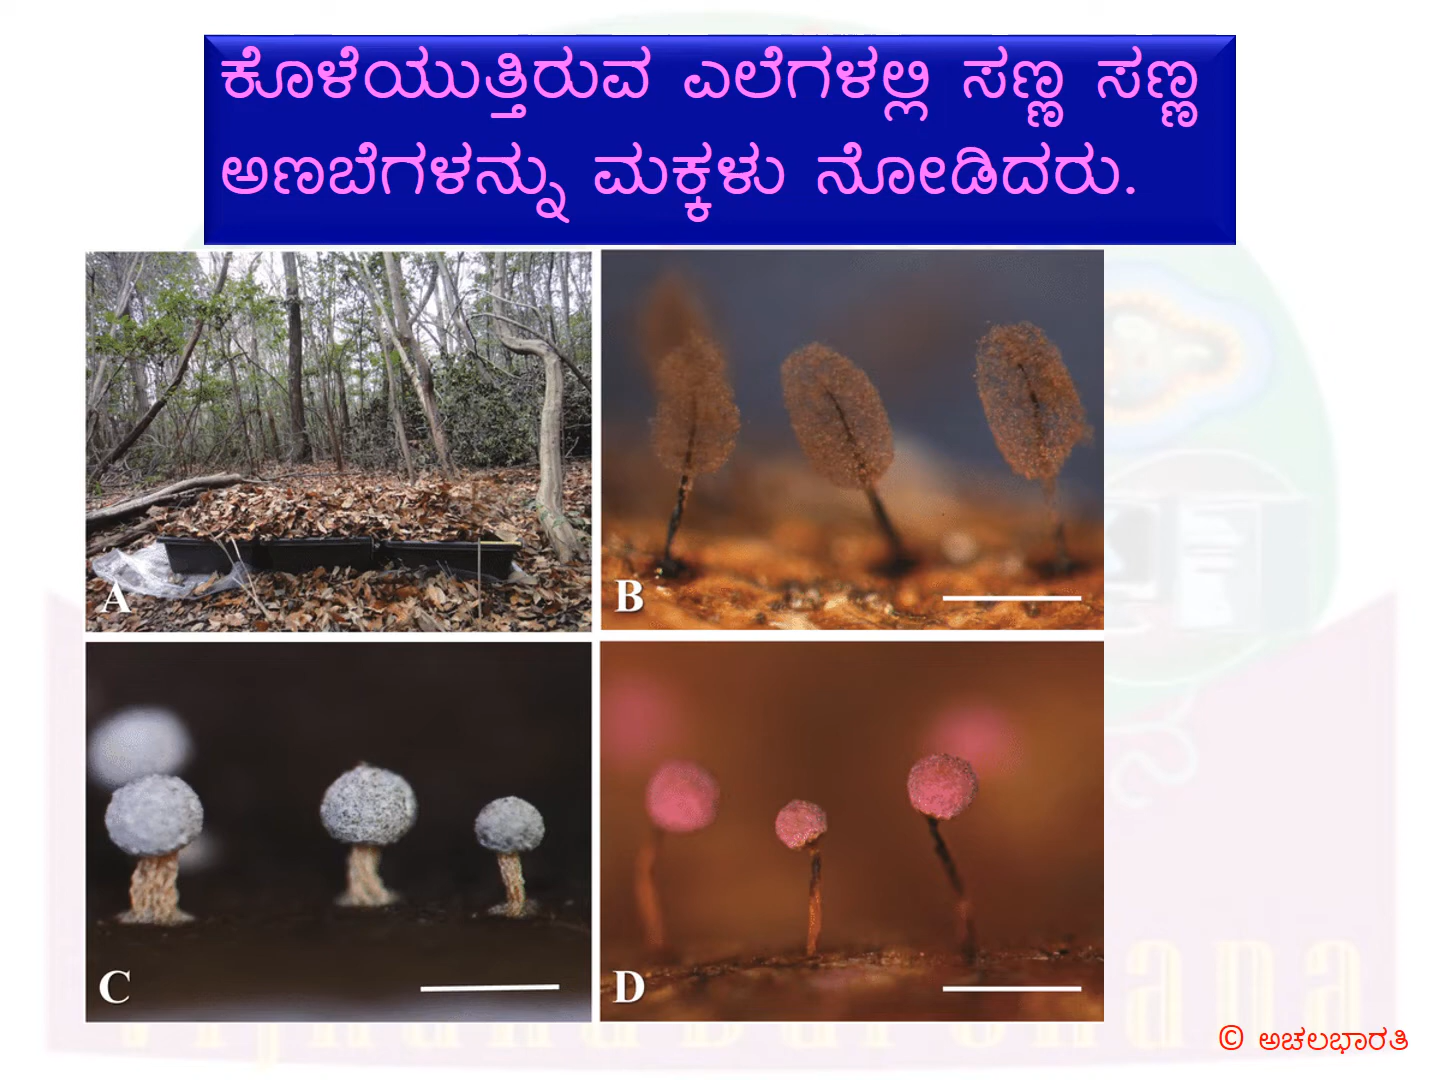 ಕೊಳೆಯುತ್ತಿರುವ ಎಲೆಗಳಲ್ಲಿ ಸಣ್ಣ ಸಣ್ಣ
ಅಣಬೆಗಳನ್ನು ಮಕ್ಕಳು ನೋಡಿದರು.
A
B
C
D
© ಅಚಲಭಾರತಿ